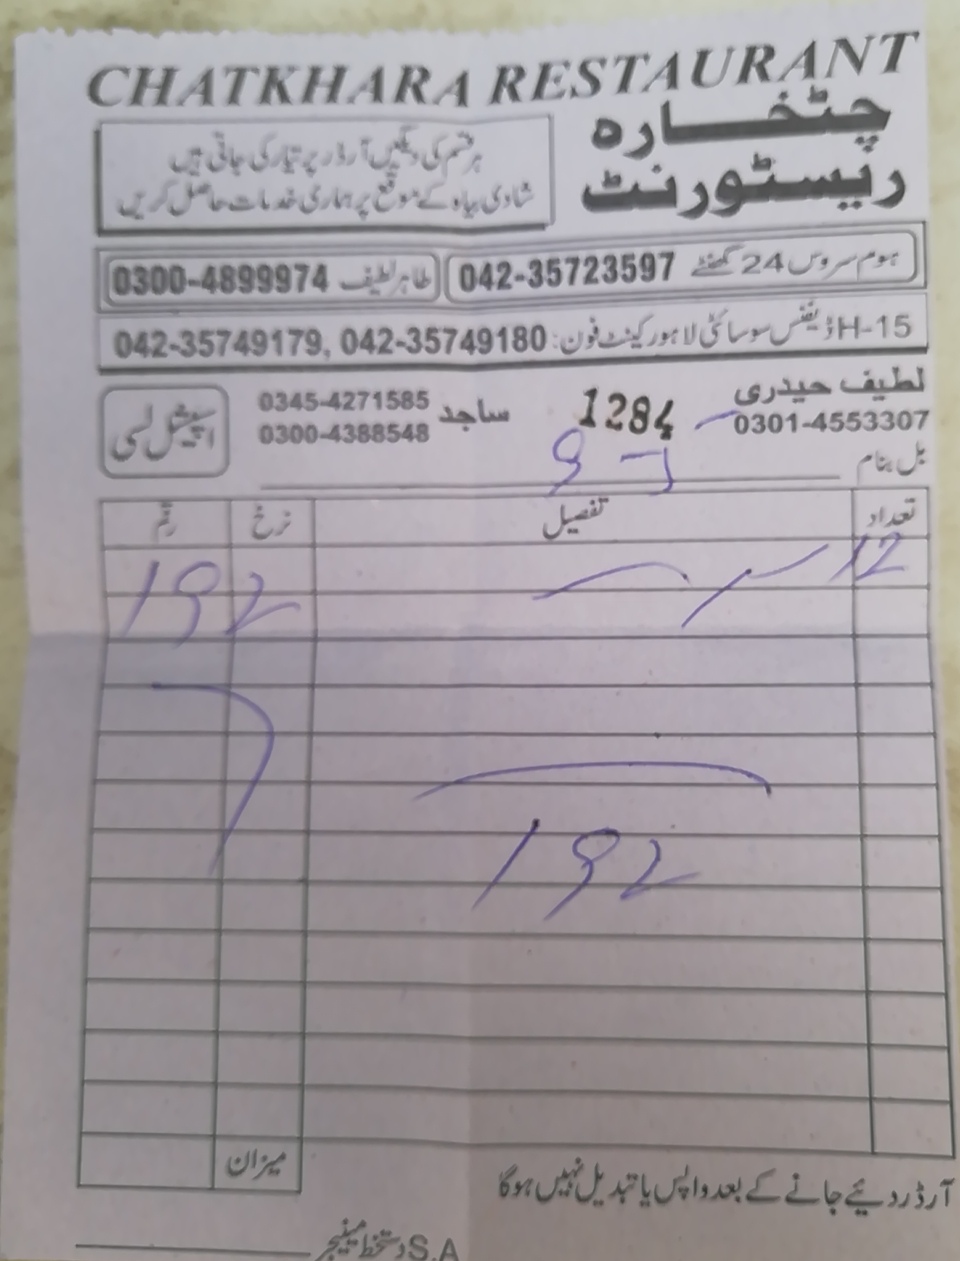 CHATKHARA RESTAURANT
چٹخارہ
ریسٹورنٹ
ہر قسم کی دیگیں آرڈر پر تیار کی جاتی ہیں
شادی بیاہ کے موقع پر ہماری خدمات حاصل کریں
ہوم سروس 24 گھنٹے 042-35723597
طاہر لطیف 0300-4899974
H-15 ڈیفنس سوسائٹی لاہور کینٹ فون: 042-35749180, 042-35749179
لطیف حیدری
0301-4553307
1284
ساجد 0345-4271585
0300-4388548
اسپیشل لسی
بل بنام
تعداد تفصیل نرخ رقم
12 192
192
میزان
آرڈر دئیے جانے کے بعد واپس یا تبدیل نہیں ہوگا
S.A دستخط مینیجر